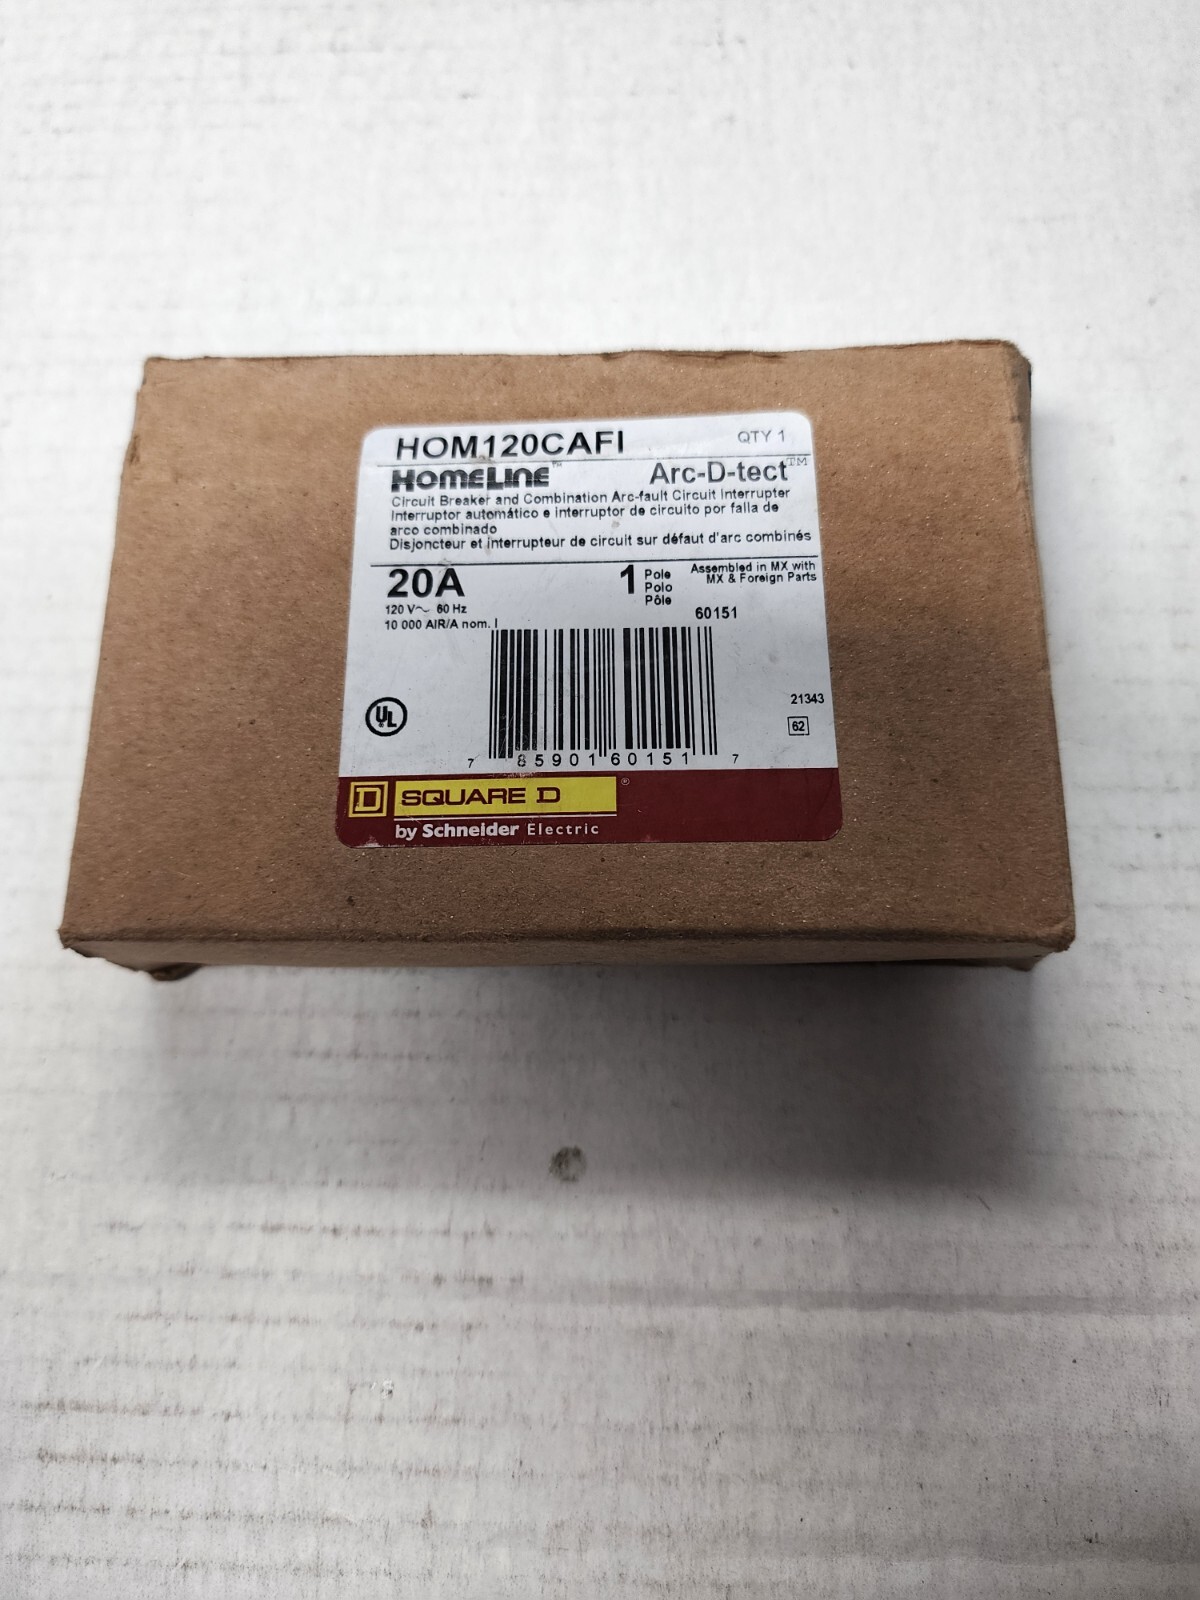 HOM120CAFI QTY 1
HOMELINE™ Arc-D-tect™
Circuit Breaker and Combination Arc-fault Circuit Interrupter
Interruptor automático e interruptor de circuito por falla de
arco combinado
Disjoncteur et interrupteur de circuit sur défaut d'arc combinés
20A 1 Pole Polo Pôle
Assembled in MX with
MX & Foreign Parts
120 V~ 60 Hz
10 000 AIR/A nom. I
60151
UL
21343
62
7 85901 60151 7
D SQUARE D ®
by Schneider Electric